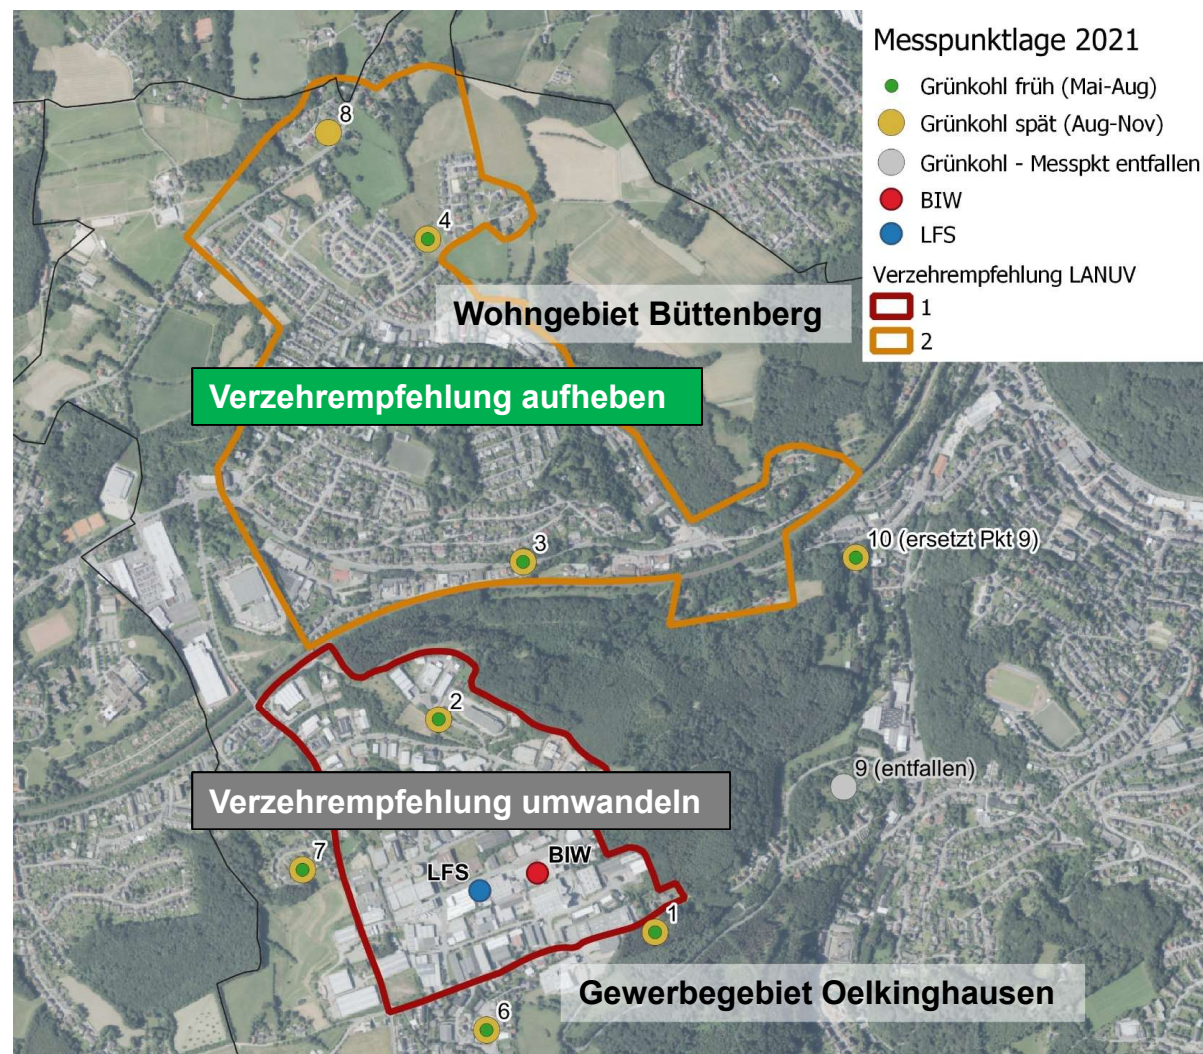 Messpunktlage 2021
Grünkohl früh (Mai-Aug)
Grünkohl spät (Aug-Nov)
Grünkohl - Messpkt entfallen
BIW
LFS
Verzehrempfehlung LANUV
1
2
8
4
Wohngebiet Büttenberg
Verzehrempfehlung aufheben
3
10 (ersetzt Pkt 9)
2
9 (entfallen)
Verzehrempfehlung umwandeln
7
LFS
BIW
1
Gewerbegebiet Oelkinghausen
6